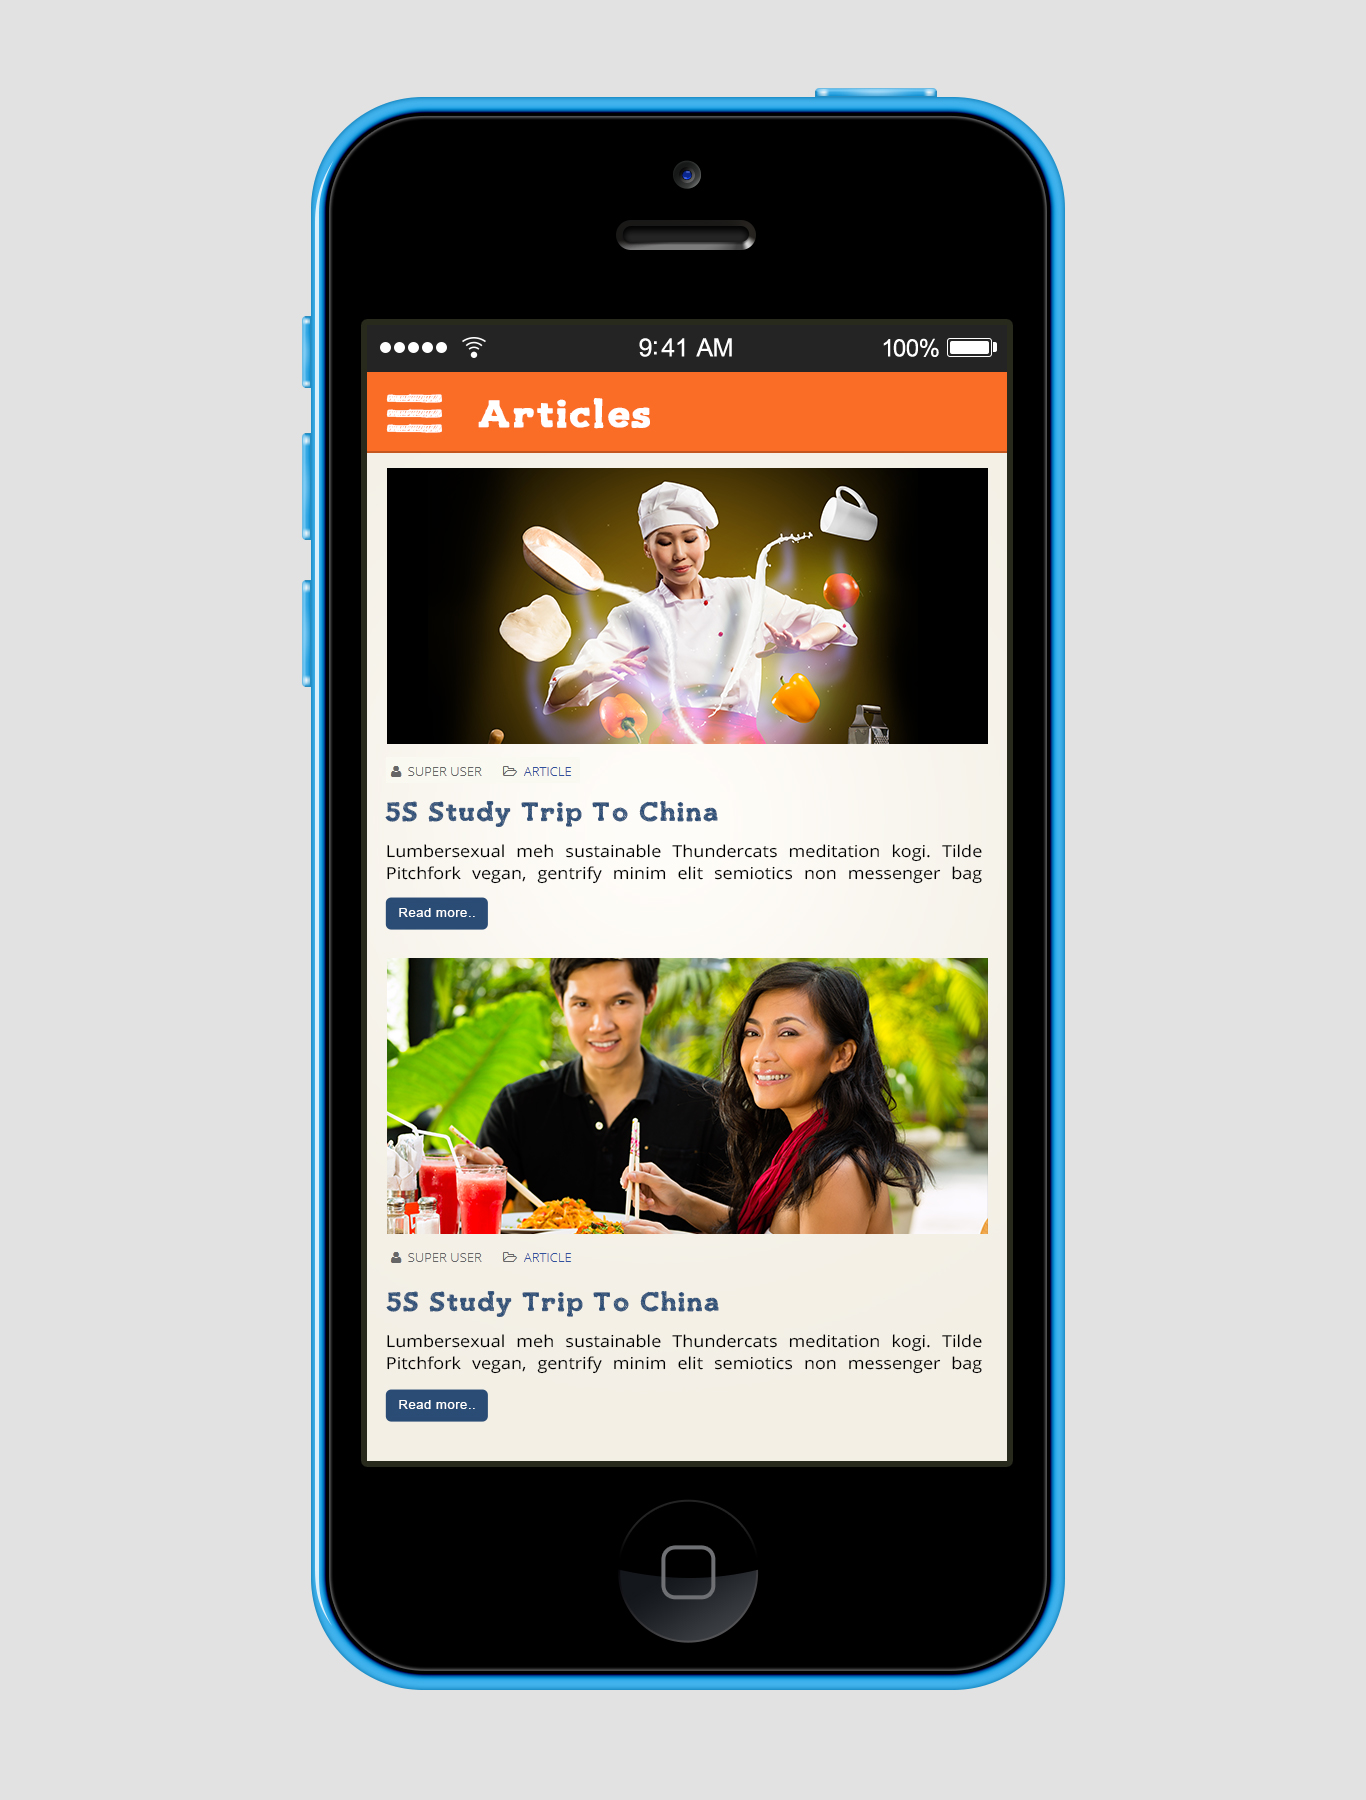 9:41 AM
100%
Articles
SUPER USER
ARTICLE
5S Study Trip To China
Lumbersexual meh sustainable Thundercats meditation kogi. Tilde
Pitchfork vegan, gentrify minim elit semiotics non messenger bag
Read more..
SUPER USER
ARTICLE
5S Study Trip To China
Lumbersexual meh sustainable Thundercats meditation kogi. Tilde
Pitchfork vegan, gentrify minim elit semiotics non messenger bag
Read more..